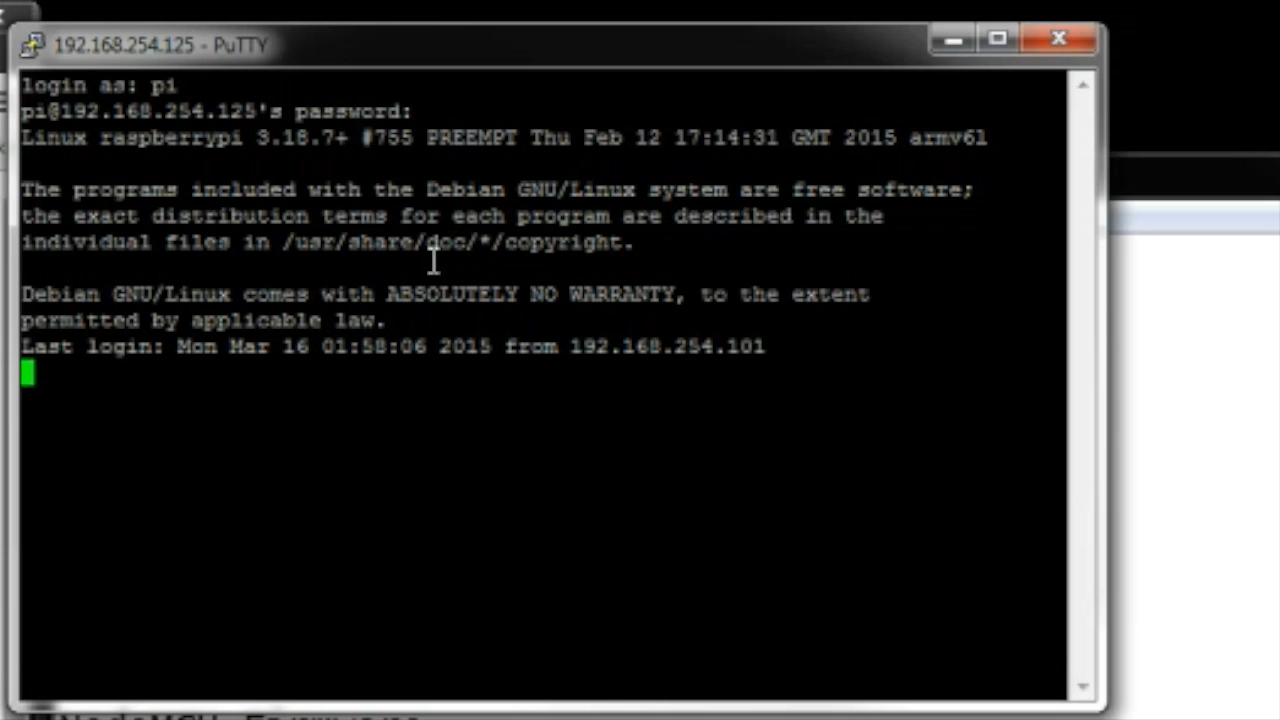 192.168.254.125 - PuTTY
login as: pi
pi@192.168.254.125's password:
Linux raspberrypi 3.18.7+ #755 PREEMPT Thu Feb 12 17:14:31 GMT 2015 armv6l
The programs included with the Debian GNU/Linux system are free software;
the exact distribution terms for each program are described in the
individual files in /usr/share/doc/*/copyright.
Debian GNU/Linux comes with ABSOLUTELY NO WARRANTY, to the extent
permitted by applicable law.
Last login: Mon Mar 16 01:58:06 2015 from 192.168.254.101